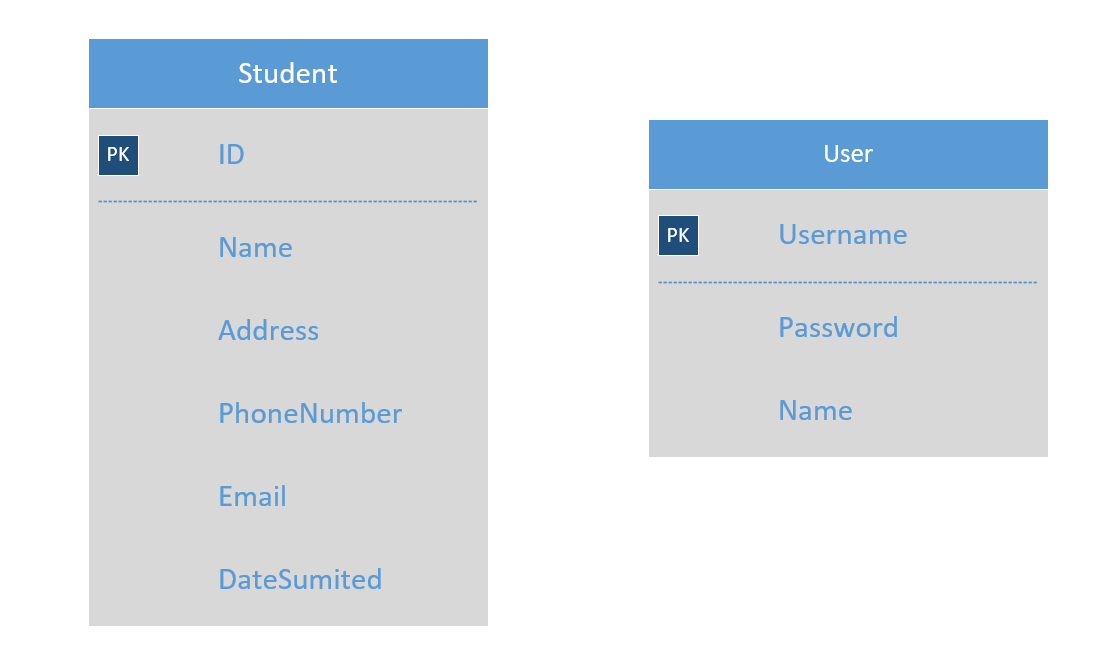 Student
PK ID
Name
Address
PhoneNumber
Email
DateSumited
User
PK Username
Password
Name